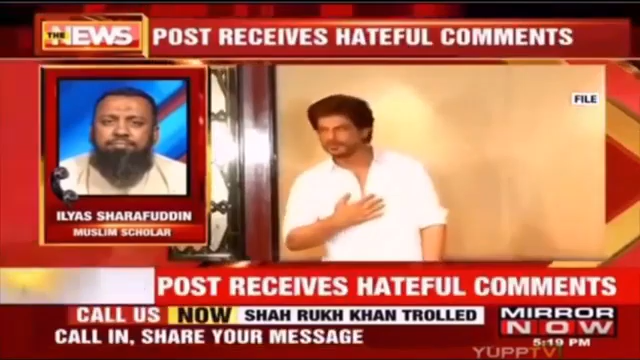 THE NEWS POST RECEIVES HATEFUL COMMENTS
FILE
ILYAS SHARAFUDDIN
MUSLIM SCHOLAR
POST RECEIVES HATEFUL COMMENTS
CALL US NOW SHAH RUKH KHAN TROLLED
MIRROR
NOW
CALL IN, SHARE YOUR MESSAGE
5:19 PM
YUPPTV